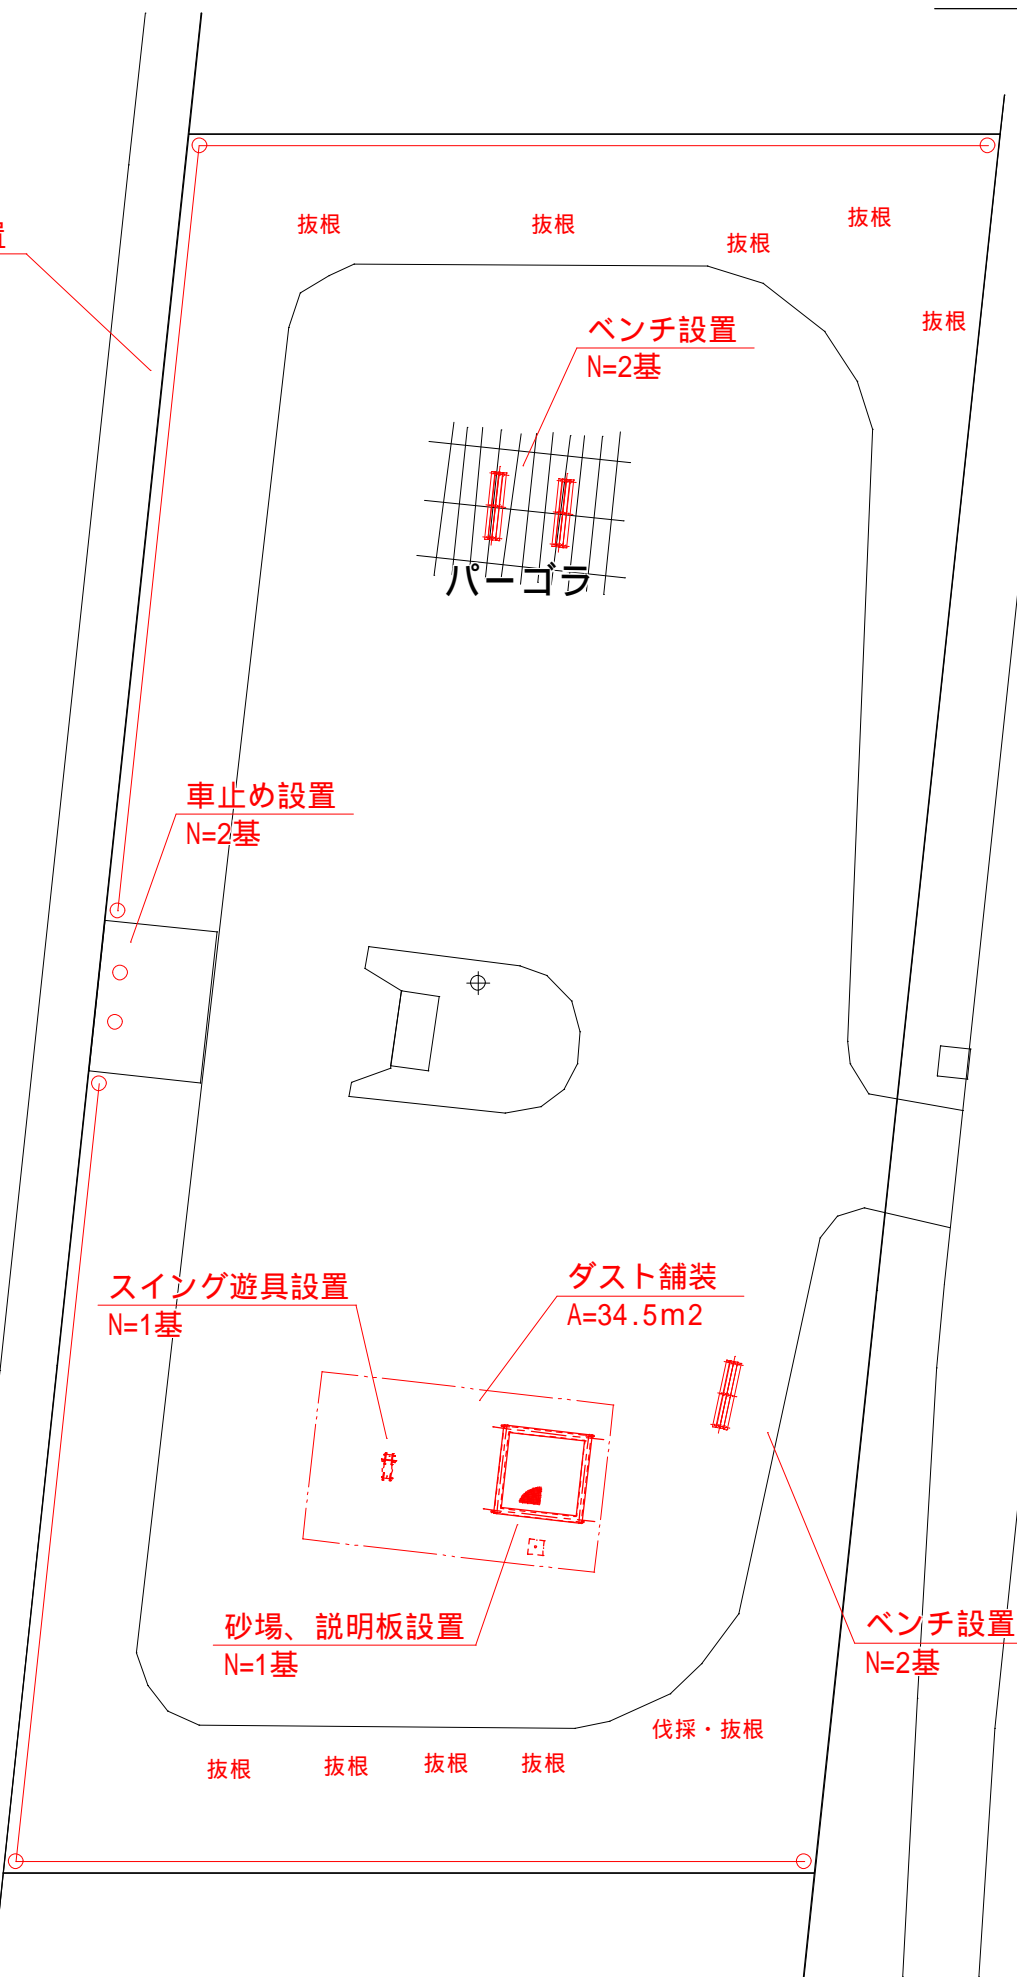 置
抜根
抜根
抜根
抜根
抜根
ベンチ設置
N=2基
パーゴラ
車止め設置
N=2基
スイング遊具設置
N=1基
ダスト舗装
A=34.5m2
砂場、説明板設置
N=1基
ベンチ設置
N=2基
伐採・抜根
抜根
抜根
抜根
抜根